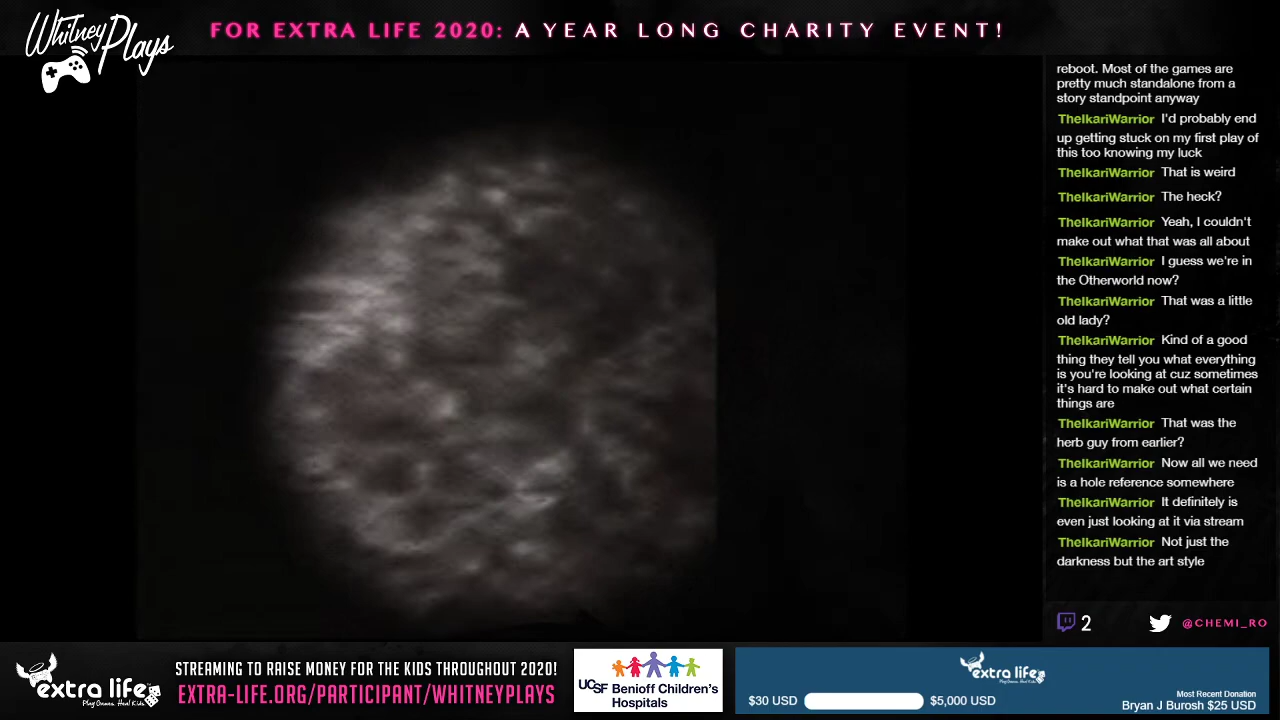 Whitney Plays
FOR EXTRA LIFE 2020: A YEAR LONG CHARITY EVENT!
reboot. Most of the games are
pretty much standalone from a
story standpoint anyway
TheIkariWarrior I'd probably end
up getting stuck on my first play of
this too knowing my luck
TheIkariWarrior That is weird
TheIkariWarrior The heck?
TheIkariWarrior Yeah, I couldn't
make out what that was all about
TheIkariWarrior I guess we're in
the Otherworld now?
TheIkariWarrior That was a little
old lady?
TheIkariWarrior Kind of a good
thing they tell you what everything
is you're looking at cuz sometimes
it's hard to make out what certain
things are
TheIkariWarrior That was the
herb guy from earlier?
TheIkariWarrior Now all we need
is a hole reference somewhere
TheIkariWarrior It definitely is
even just looking at it via stream
TheIkariWarrior Not just the
darkness but the art style
2
@CHEMI_RO
extra life
Play Games. Heal Kids.
STREAMING TO RAISE MONEY FOR THE KIDS THROUGHOUT 2020!
EXTRA-LIFE.ORG/PARTICIPANT/WHITNEYPLAYS
UCSF Benioff Children's
Hospitals
extra life
Play Games. Heal Kids.
$30 USD
$5,000 USD
Most Recent Donation
Bryan J Burosh $25 USD